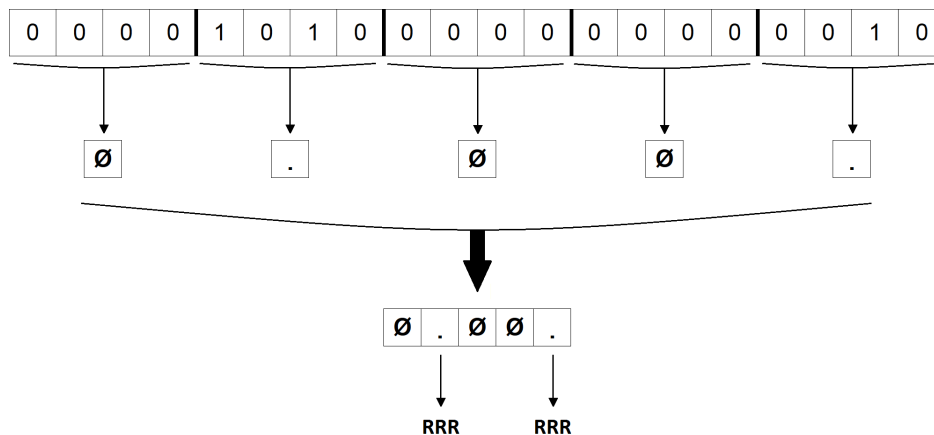 0 0 0 0 1 0 1 0 0 0 0 0 0 0 0 0 0 0 1 0
Ø . Ø Ø .
Ø . Ø Ø .
RRR RRR